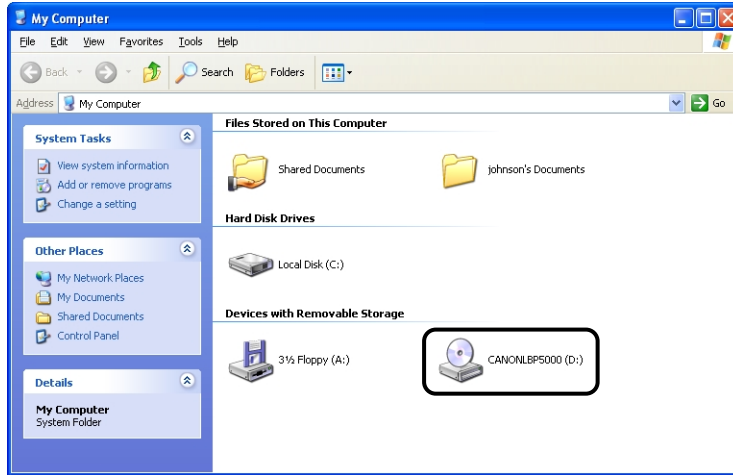 My Computer
File Edit View Favorites Tools Help
Back Search Folders
Address My Computer Go
System Tasks
View system information
Add or remove programs
Change a setting
Other Places
My Network Places
My Documents
Shared Documents
Control Panel
Details
My Computer
System Folder
Files Stored on This Computer
Shared Documents johnson's Documents
Hard Disk Drives
Local Disk (C:)
Devices with Removable Storage
3½ Floppy (A:) CANONLBP5000 (D:)